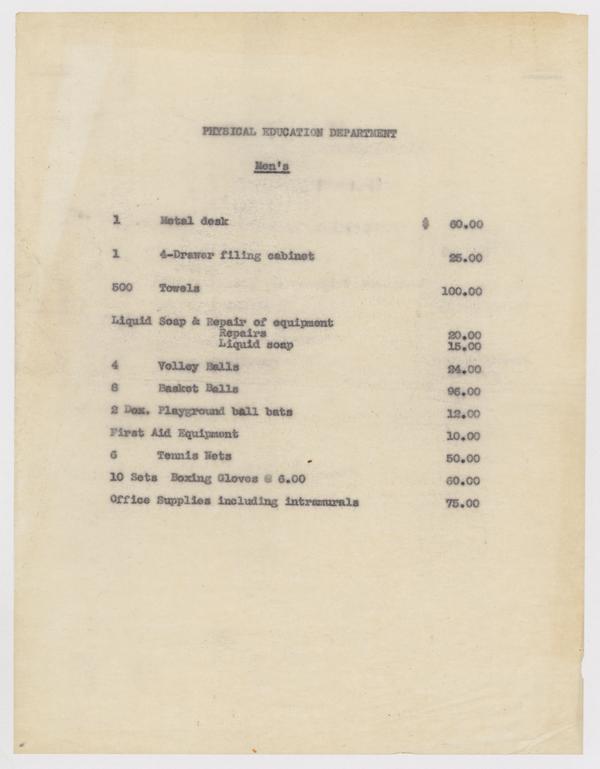 PHYSICAL EDUCATION DEPARTMENT
Men's
1 Metal desk $ 60.00
1 4-Drawer filing cabinet 25.00
500 Towels 100.00
Liquid Soap & Repair of equipment
Repairs 20.00
Liquid soap 15.00
4 Volley Balls 24.00
8 Basket Balls 96.00
2 Doz. Playground ball bats 12.00
First Aid Equipment 10.00
6 Tennis Nets 50.00
10 Sets Boxing Gloves @ 6.00 60.00
Office Supplies including intramurals 75.00